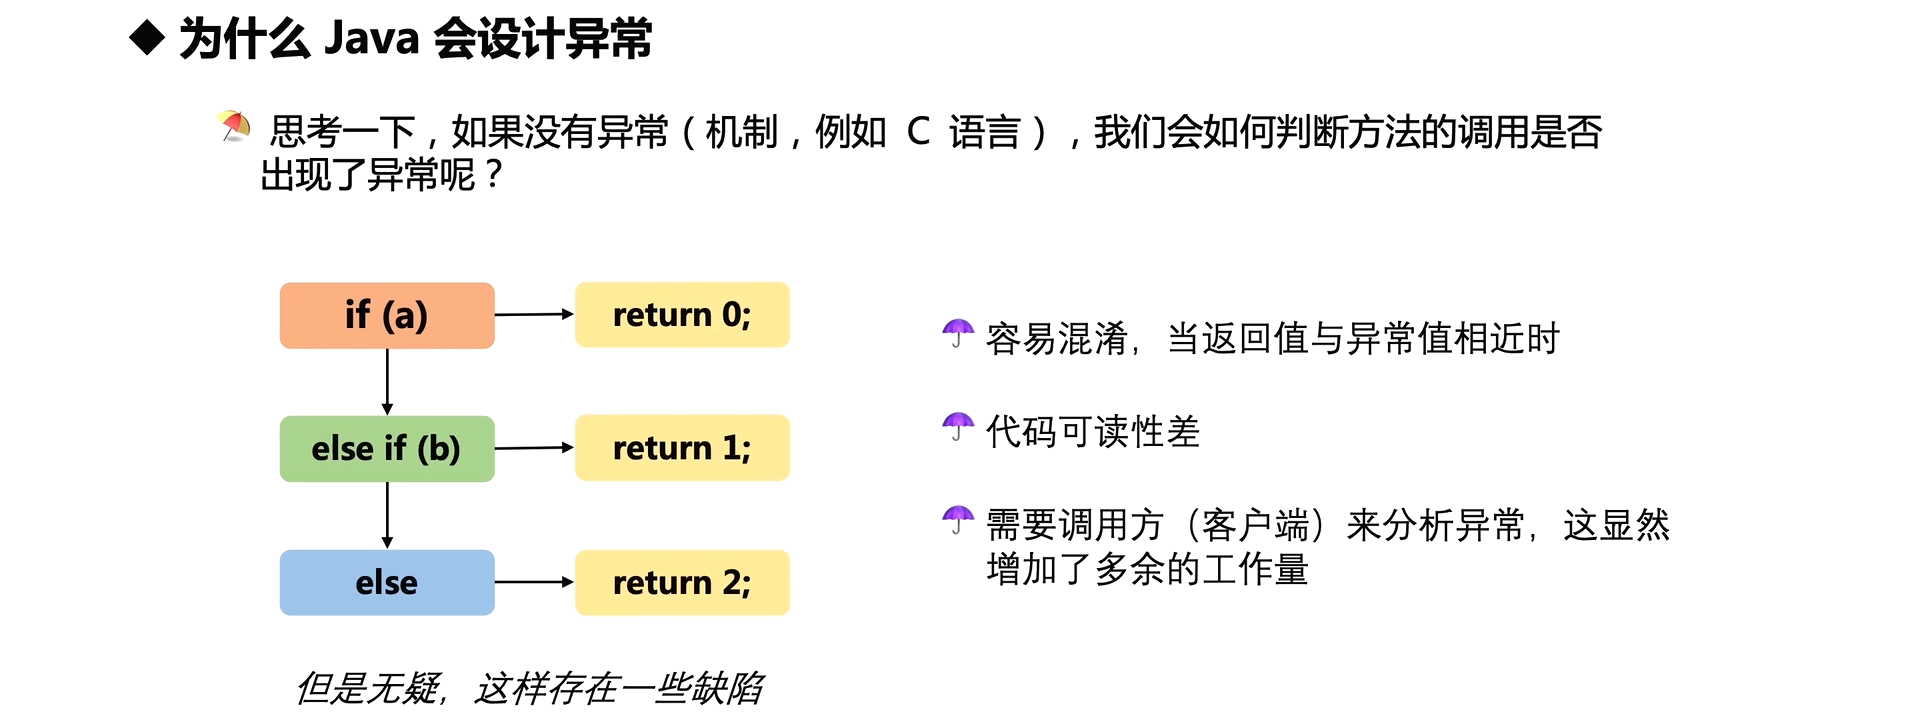 为什么 Java 会设计异常
思考一下，如果没有异常（机制，例如 C 语言），我们会如何判断方法的调用是否
出现了异常呢？
if (a)
return 0;
else if (b)
return 1;
else
return 2;
但是无疑，这样存在一些缺陷
容易混淆，当返回值与异常值相近时
代码可读性差
需要调用方（客户端）来分析异常，这显然
增加了多余的工作量